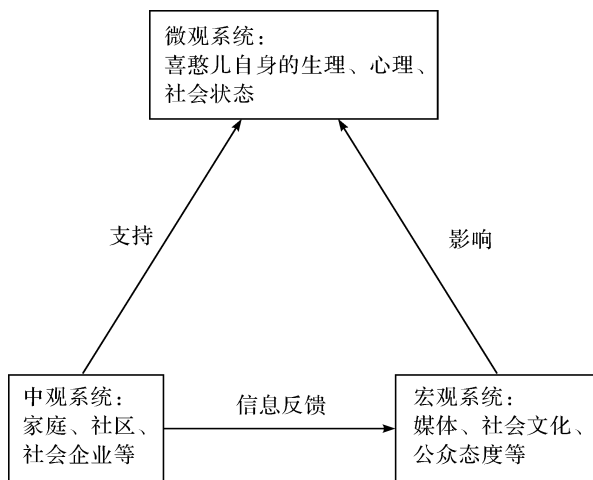 微观系统：
喜憨儿自身的生理、心理、
社会状态
支持
影响
中观系统：
家庭、社区、
社会企业等
信息反馈
宏观系统：
媒体、社会文化、
公众态度等